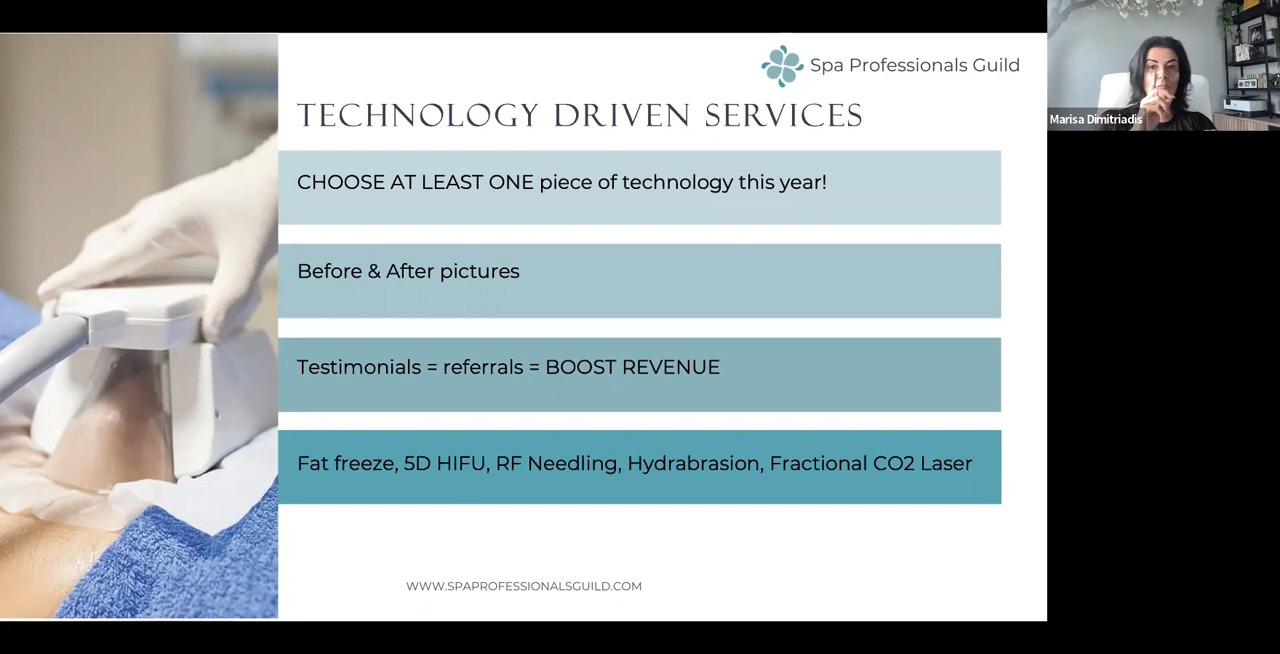 Spa Professionals Guild
TECHNOLOGY DRIVEN SERVICES
CHOOSE AT LEAST ONE piece of technology this year!
Before & After pictures
Testimonials = referrals = BOOST REVENUE
Fat freeze, 5D HIFU, RF Needling, Hydrabrasion, Fractional CO2 Laser
WWW.SPAPROFESSIONALSGUILD.COM
Marisa Dimitriadis